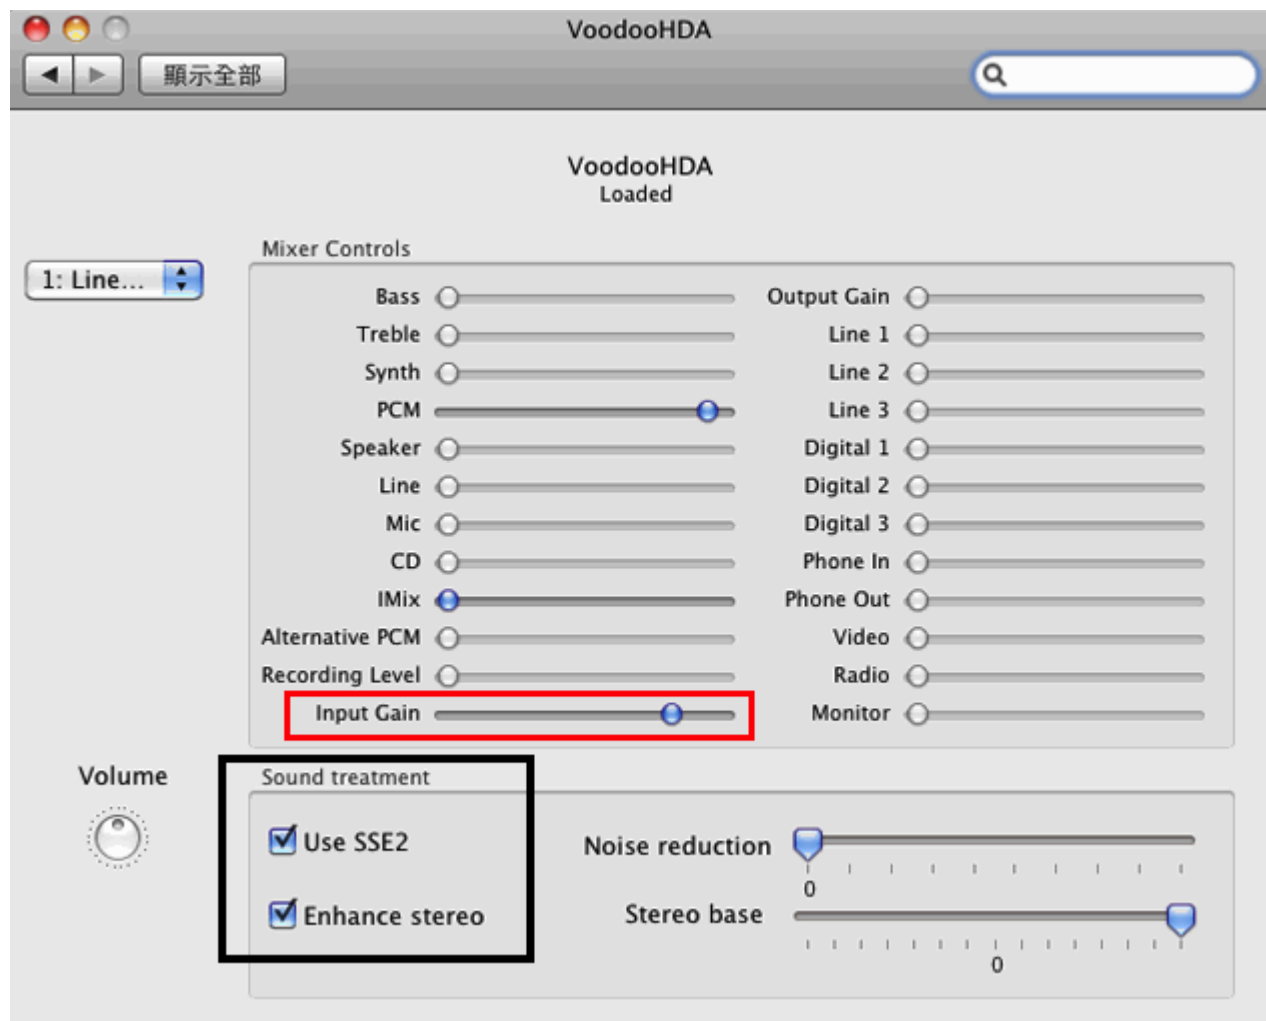 VoodooHDA
顯示全部
VoodooHDA
Loaded
1: Line...
Mixer Controls
Bass
Treble
Synth
PCM
Speaker
Line
Mic
CD
IMix
Alternative PCM
Recording Level
Input Gain
Output Gain
Line 1
Line 2
Line 3
Digital 1
Digital 2
Digital 3
Phone In
Phone Out
Video
Radio
Monitor
Volume
Sound treatment
Use SSE2
Enhance stereo
Noise reduction
0
Stereo base
0